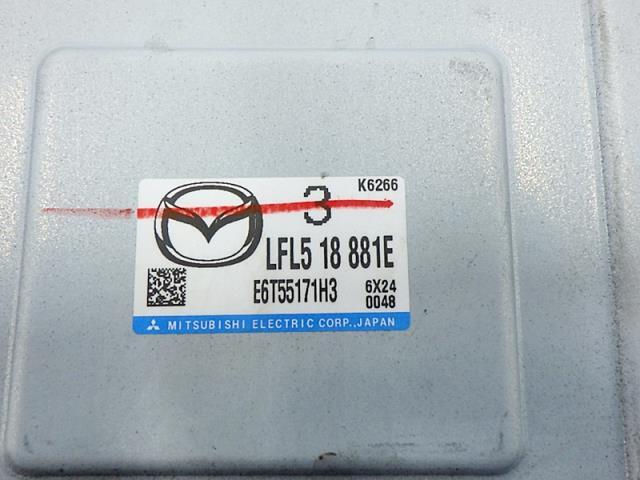 K6266
3
LFL5 18 881E
E6T55171H3 6X24
0048
MITSUBISHI ELECTRIC CORP.,JAPAN